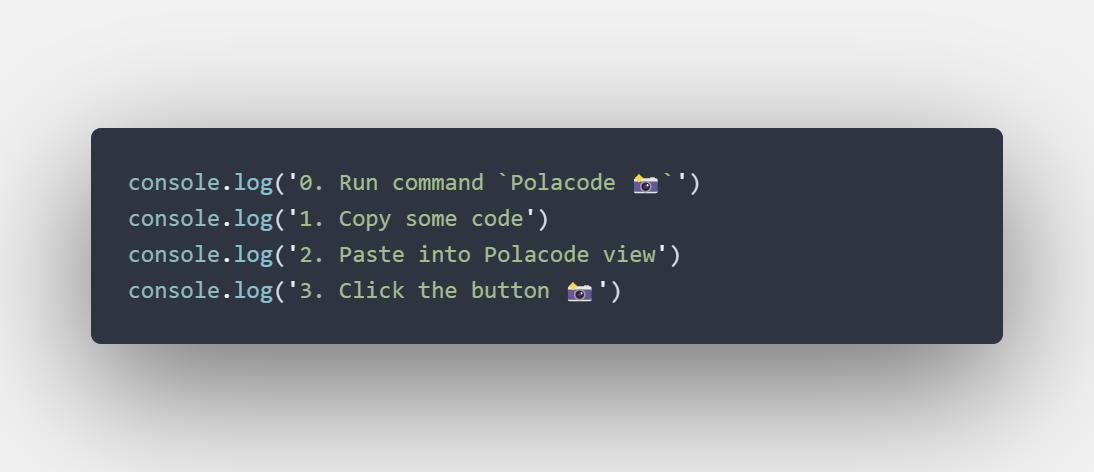 console.log('0. Run command `Polacode 📸`')
console.log('1. Copy some code')
console.log('2. Paste into Polacode view')
console.log('3. Click the button 📸')